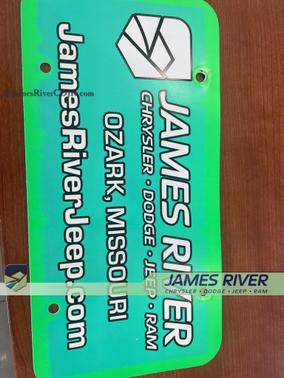 JAMES RIVER
CHRYSLER • DODGE • JEEP • RAM
OZARK, MISSOURI
JamesRiverJeep.com
JAMES RIVER
CHRYSLER • DODGE • JEEP • RAM